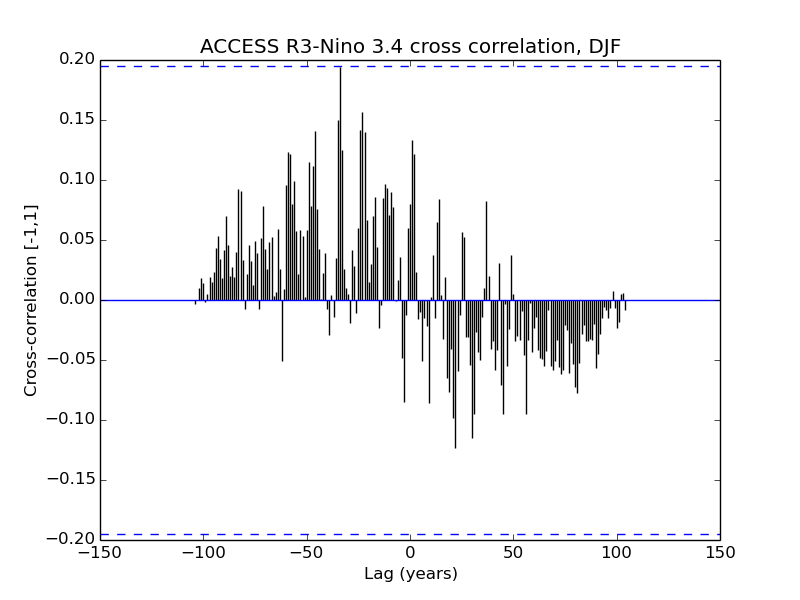 ACCESS R3-Nino 3.4 cross correlation, DJF
0.20
0.15
0.10
0.05
0.00
−0.05
−0.10
−0.15
−0.20
Cross-correlation [-1,1]
−150 −100 −50 0 50 100 150
Lag (years)